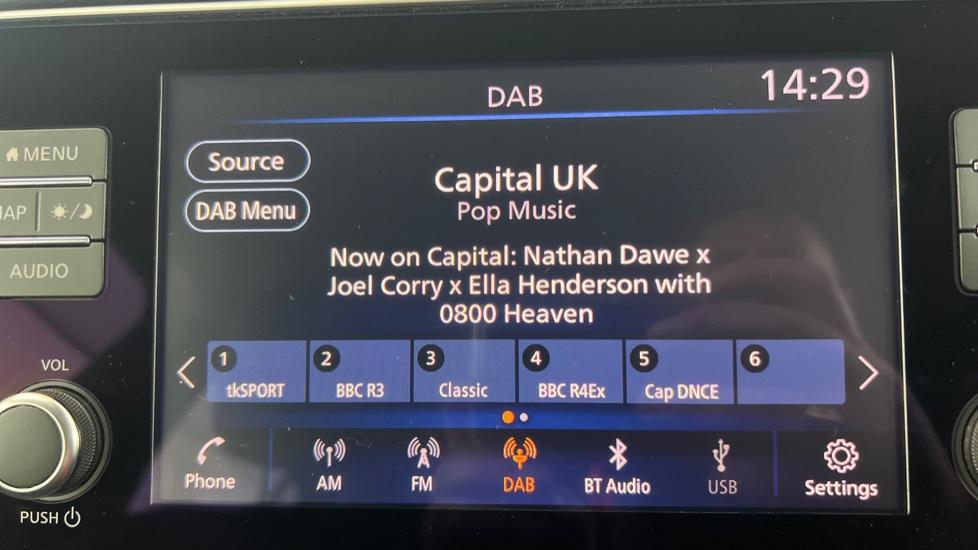 DAB
14:29
MENU
Source
Capital UK
DAB Menu
Pop Music
AUDIO
Now on Capital: Nathan Dawe x
Joel Corry x Ella Henderson with
0800 Heaven
VOL
1 2 3 4 5 6
tkSPORT BBC R3 Classic BBC R4Ex Cap DNCE
Phone AM FM DAB BT Audio USB Settings
PUSH